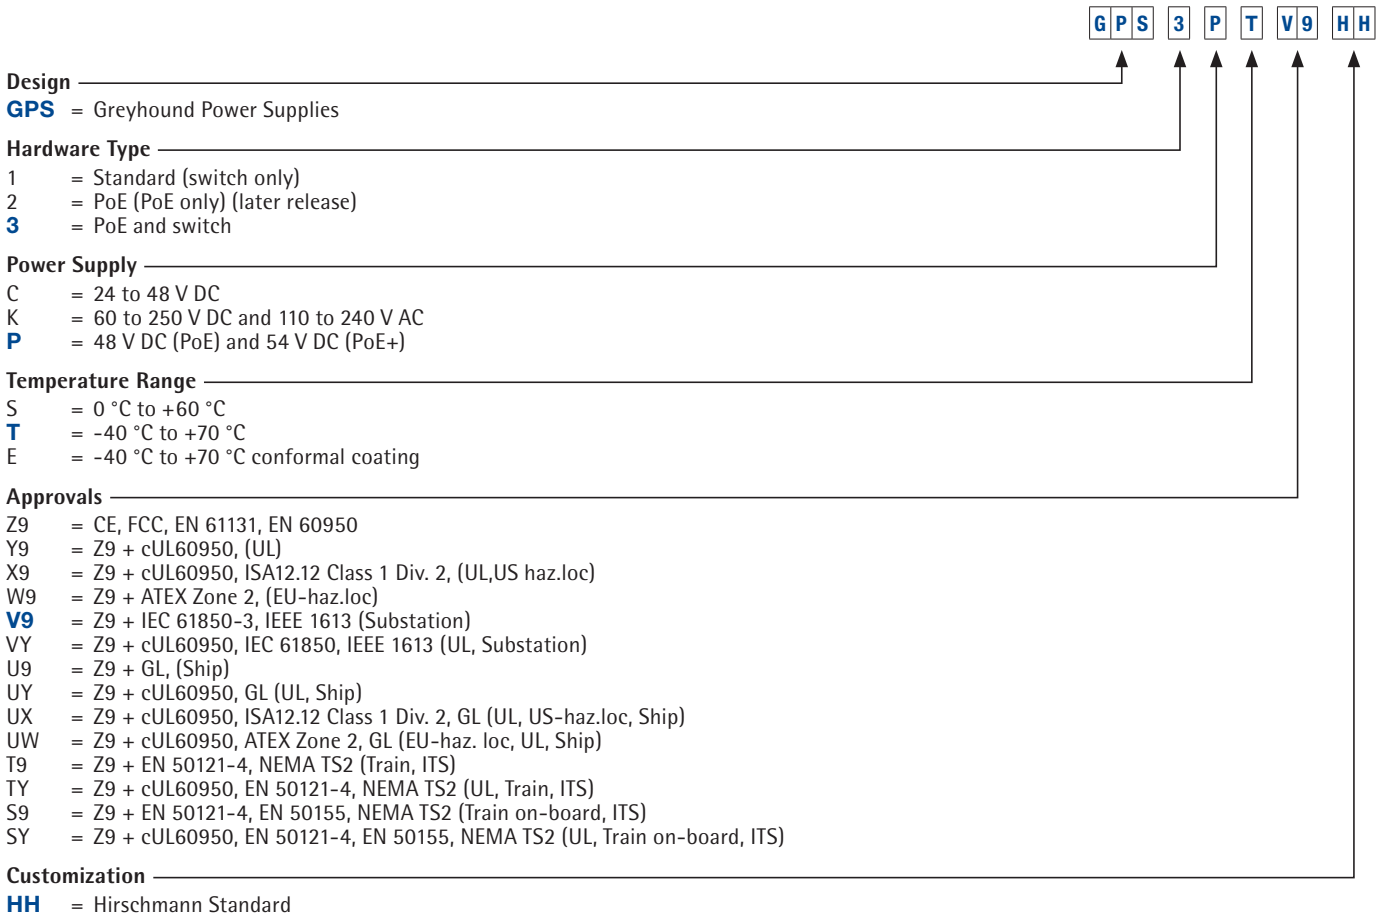 GPS 3 P T V9 HH
Design
GPS = Greyhound Power Supplies
Hardware Type
1 = Standard (switch only)
2 = PoE (PoE only) (later release)
3 = PoE and switch
Power Supply
C = 24 to 48 V DC
K = 60 to 250 V DC and 110 to 240 V AC
P = 48 V DC (PoE) and 54 V DC (PoE+)
Temperature Range
S = 0 °C to +60 °C
T = -40 °C to +70 °C
E = -40 °C to +70 °C conformal coating
Approvals
Z9 = CE, FCC, EN 61131, EN 60950
Y9 = Z9 + cUL60950, (UL)
X9 = Z9 + cUL60950, ISA12.12 Class 1 Div. 2, (UL,US haz.loc)
W9 = Z9 + ATEX Zone 2, (EU-haz.loc)
V9 = Z9 + IEC 61850-3, IEEE 1613 (Substation)
VY = Z9 + cUL60950, IEC 61850, IEEE 1613 (UL, Substation)
U9 = Z9 + GL, (Ship)
UY = Z9 + cUL60950, GL (UL, Ship)
UX = Z9 + cUL60950, ISA12.12 Class 1 Div. 2, GL (UL, US-haz.loc, Ship)
UW = Z9 + cUL60950, ATEX Zone 2, GL (EU-haz. loc, UL, Ship)
T9 = Z9 + EN 50121-4, NEMA TS2 (Train, ITS)
TY = Z9 + cUL60950, EN 50121-4, NEMA TS2 (UL, Train, ITS)
S9 = Z9 + EN 50121-4, EN 50155, NEMA TS2 (Train on-board, ITS)
SY = Z9 + cUL60950, EN 50121-4, EN 50155, NEMA TS2 (UL, Train on-board, ITS)
Customization
HH = Hirschmann Standard